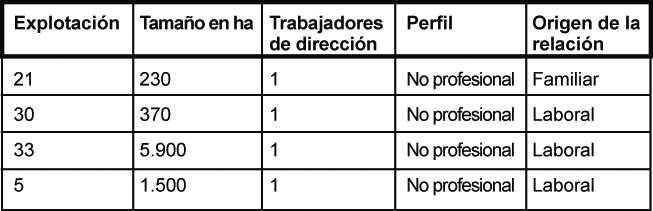 Explotación Tamaño en ha Trabajadores de dirección Perfil Origen de la relación
21 230 1 No profesional Familiar
30 370 1 No profesional Laboral
33 5.900 1 No profesional Laboral
5 1.500 1 No profesional Laboral